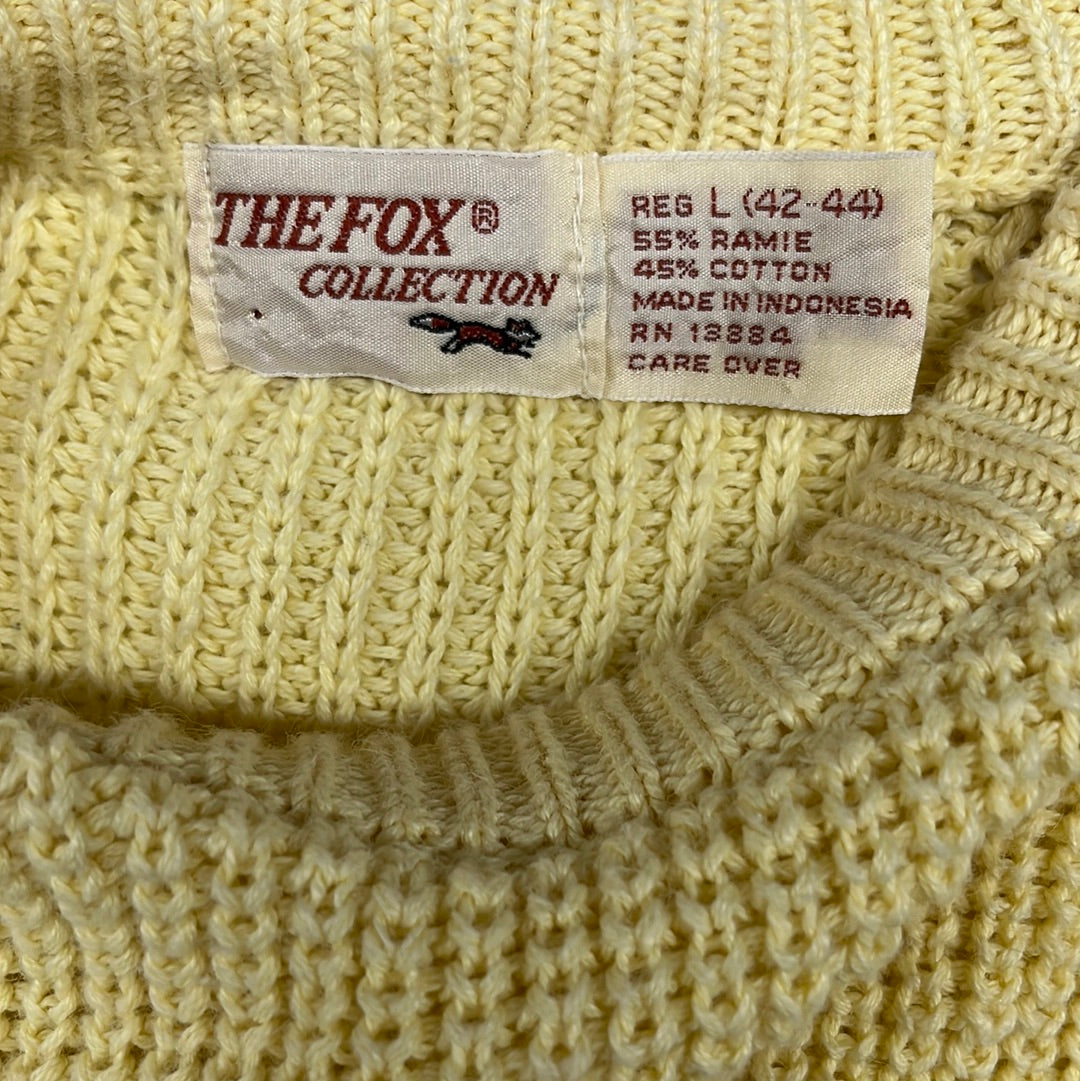 THE FOX®
COLLECTION
REG L (42-44)
55% RAMIE
45% COTTON
MADE IN INDONESIA
RN 13884
CARE OVER